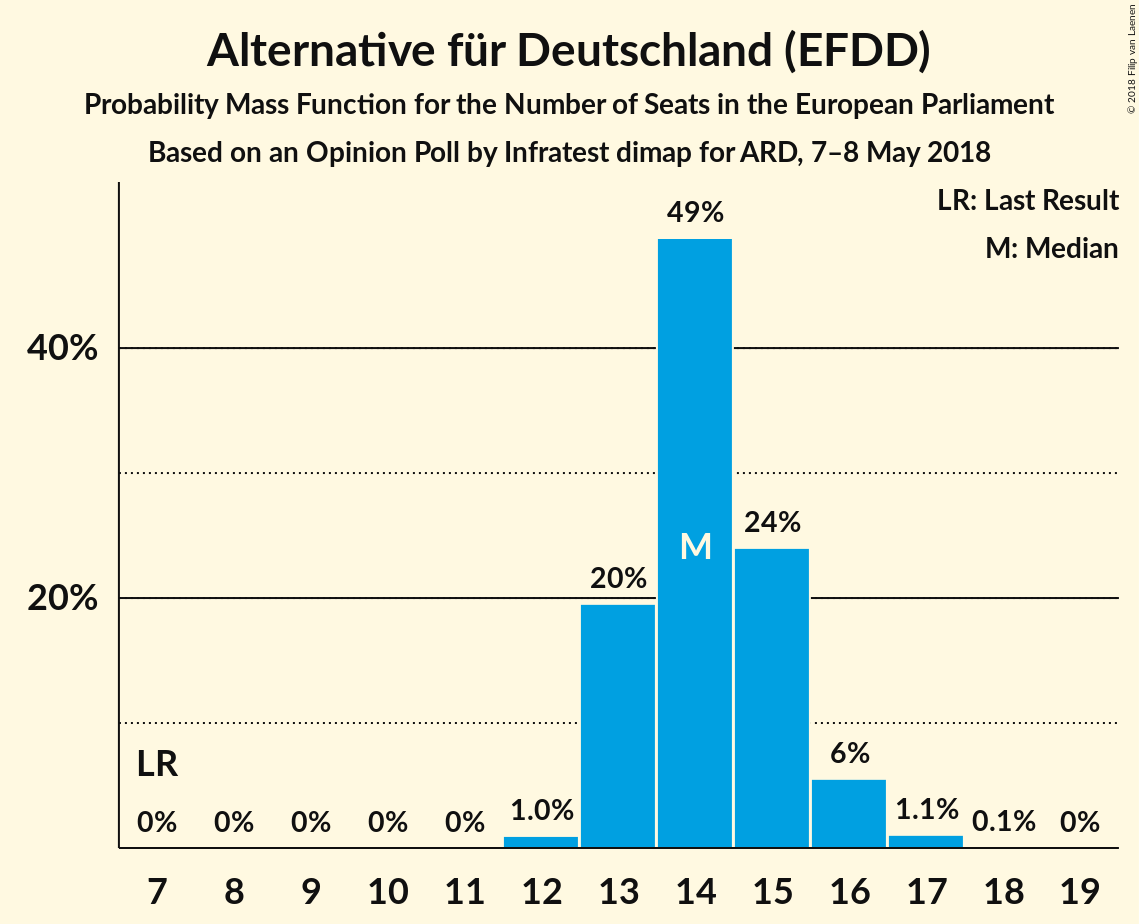 Alternative für Deutschland (EFDD)
Probability Mass Function for the Number of Seats in the European Parliament
Based on an Opinion Poll by Infratest dimap for ARD, 7–8 May 2018
© 2018 Filip van Laenen
LR: Last Result
M: Median
49%
40%
24%
M
20%
20%
6%
LR
1.0%
1.1%
0% 0% 0% 0% 0% 0.1% 0%
7 8 9 10 11 12 13 14 15 16 17 18 19